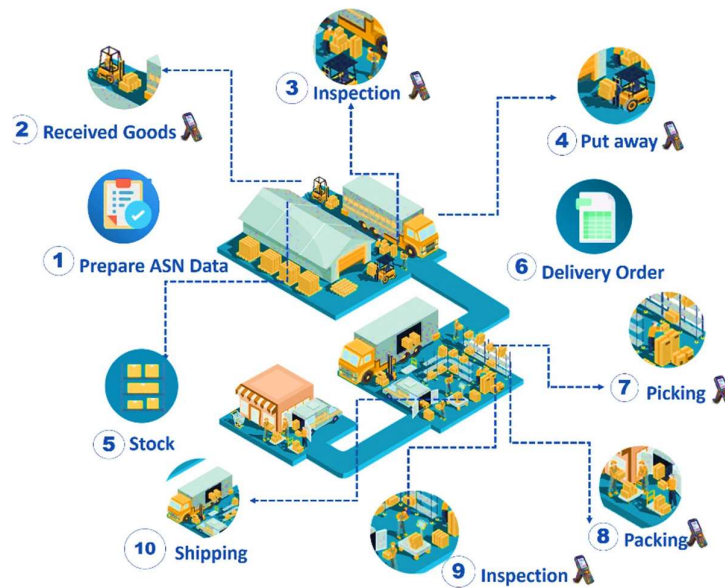 3 Inspection
2 Received Goods
4 Put away
1 Prepare ASN Data
6 Delivery Order
7 Picking
5 Stock
8 Packing
10 Shipping
9 Inspection